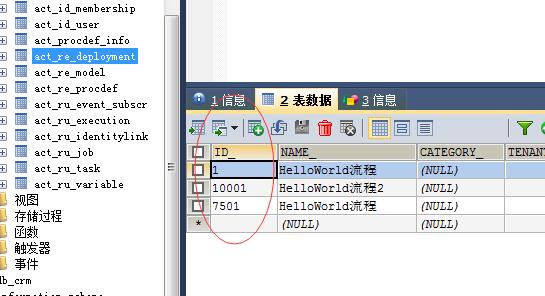 act_id_membership
act_id_user
act_procdef_info
act_re_deployment
act_re_model
act_re_procdef
act_ru_event_subscr
act_ru_execution
act_ru_identitylink
act_ru_job
act_ru_task
act_ru_variable
视图
存储过程
函数
触发器
事件
db_crm
1 信息 2 表数据 3 信息
ID_ NAME_ CATEGORY_ TENANT
1 HelloWorld流程 (NULL)
10001 HelloWorld流程2 (NULL)
7501 HelloWorld流程 (NULL)
* (NULL) (NULL)